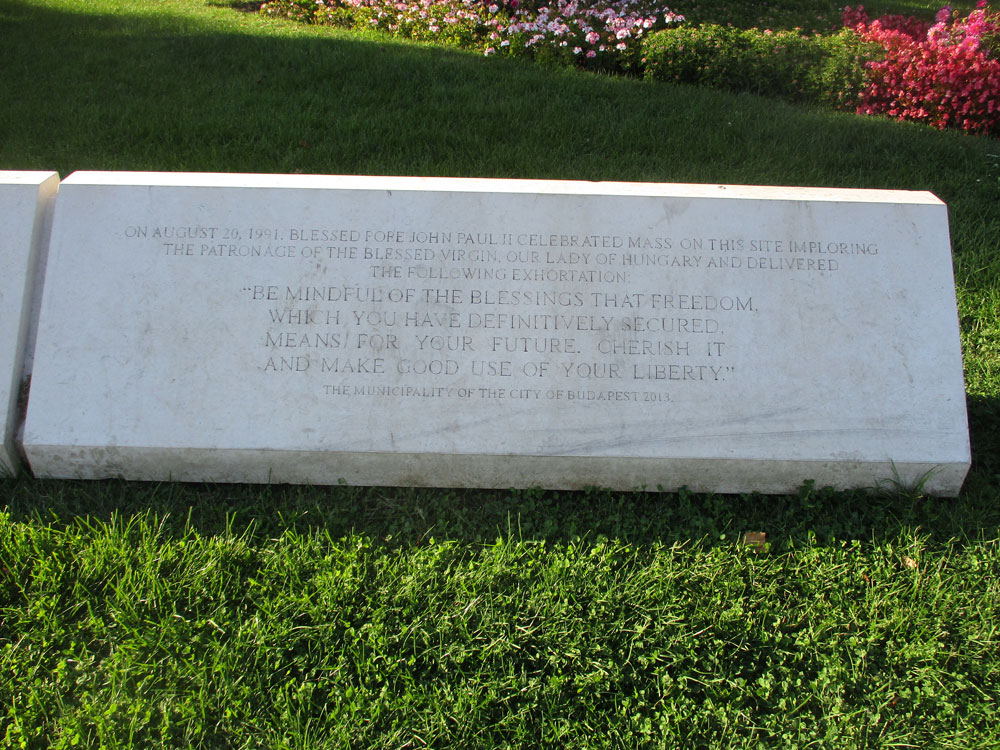 ON AUGUST 20, 1991, BLESSED POPE JOHN PAUL II CELEBRATED MASS ON THIS SITE IMPLORING
THE PATRONAGE OF THE BLESSED VIRGIN, OUR LADY OF HUNGARY AND DELIVERED
THE FOLLOWING EXHORTATION:
“BE MINDFUL OF THE BLESSINGS THAT FREEDOM,
WHICH YOU HAVE DEFINITIVELY SECURED,
MEANS FOR YOUR FUTURE. CHERISH IT
AND MAKE GOOD USE OF YOUR LIBERTY.”
THE MUNICIPALITY OF THE CITY OF BUDAPEST 2013.